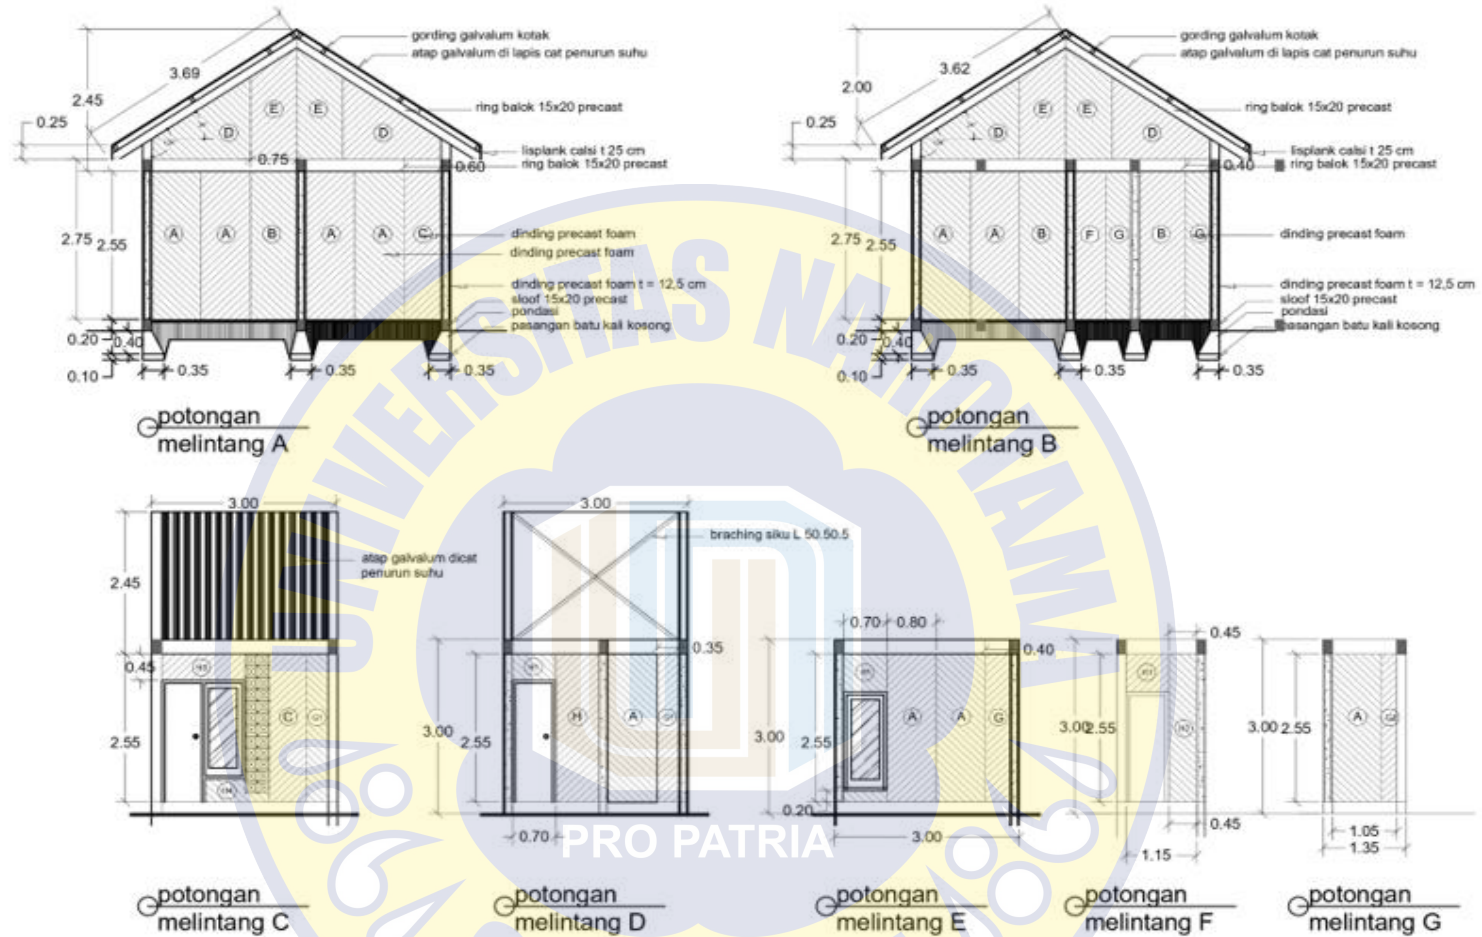 gording galvalum kotak
atap galvalum di lapis cat penurun suhu
3.69
2.45
ring balok 15x20 precast
0.25
E
E
D
D
lisplank calsi t 25 cm
0.75
0.60
ring balok 15x20 precast
2.75
2.55
A
A
B
A
A
C
dinding precast foam
dinding precast foam
dinding precast foam t = 12,5 cm
sloof 15x20 precast
pondasi
pasangan batu kali kosong
0.20
0.40
0.10
0.35
0.35
0.35
potongan
melintang A
gording galvalum kotak
atap galvalum di lapis cat penurun suhu
3.62
2.00
ring balok 15x20 precast
0.25
E
E
D
D
lisplank calsi t 25 cm
0.40
ring balok 15x20 precast
2.75
2.55
A
A
B
F
G
B
G
dinding precast foam
dinding precast foam t = 12,5 cm
sloof 15x20 precast
pondasi
pasangan batu kali kosong
0.20
0.40
0.10
0.35
0.35
0.35
potongan
melintang B
UNIVERSITAS NAROTAMA
PRO PATRIA
3.00
atap galvalum dicat
penurun suhu
2.45
0.45
2.55
C
potongan
melintang C
3.00
braching siku L 50.50.5
0.35
3.00
2.55
H
A
0.70
potongan
melintang D
0.70
0.80
0.40
3.00
2.55
A
A
G
0.20
3.00
potongan
melintang E
0.45
3.00
2.55
0.45
1.15
potongan
melintang F
3.00
2.55
A
1.05
1.35
potongan
melintang G